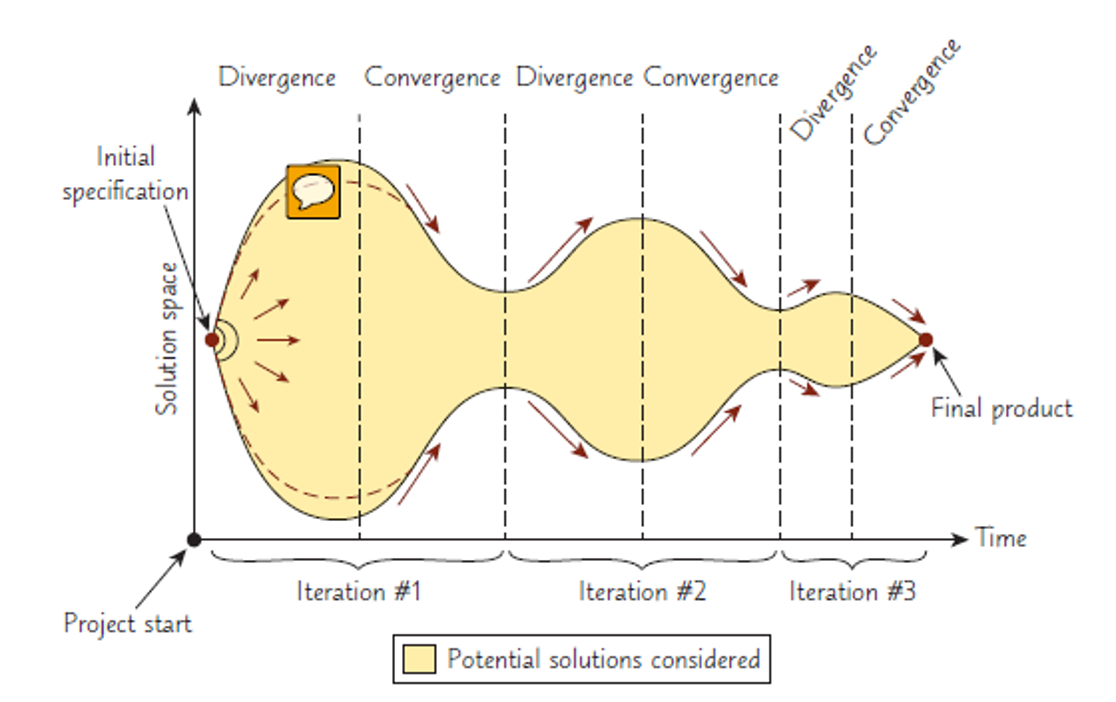 Divergence
Convergence
Divergence
Convergence
Divergence
Convergence
Initial
specification
Solution space
Final product
Time
Iteration #1
Iteration #2
Iteration #3
Project start
Potential solutions considered